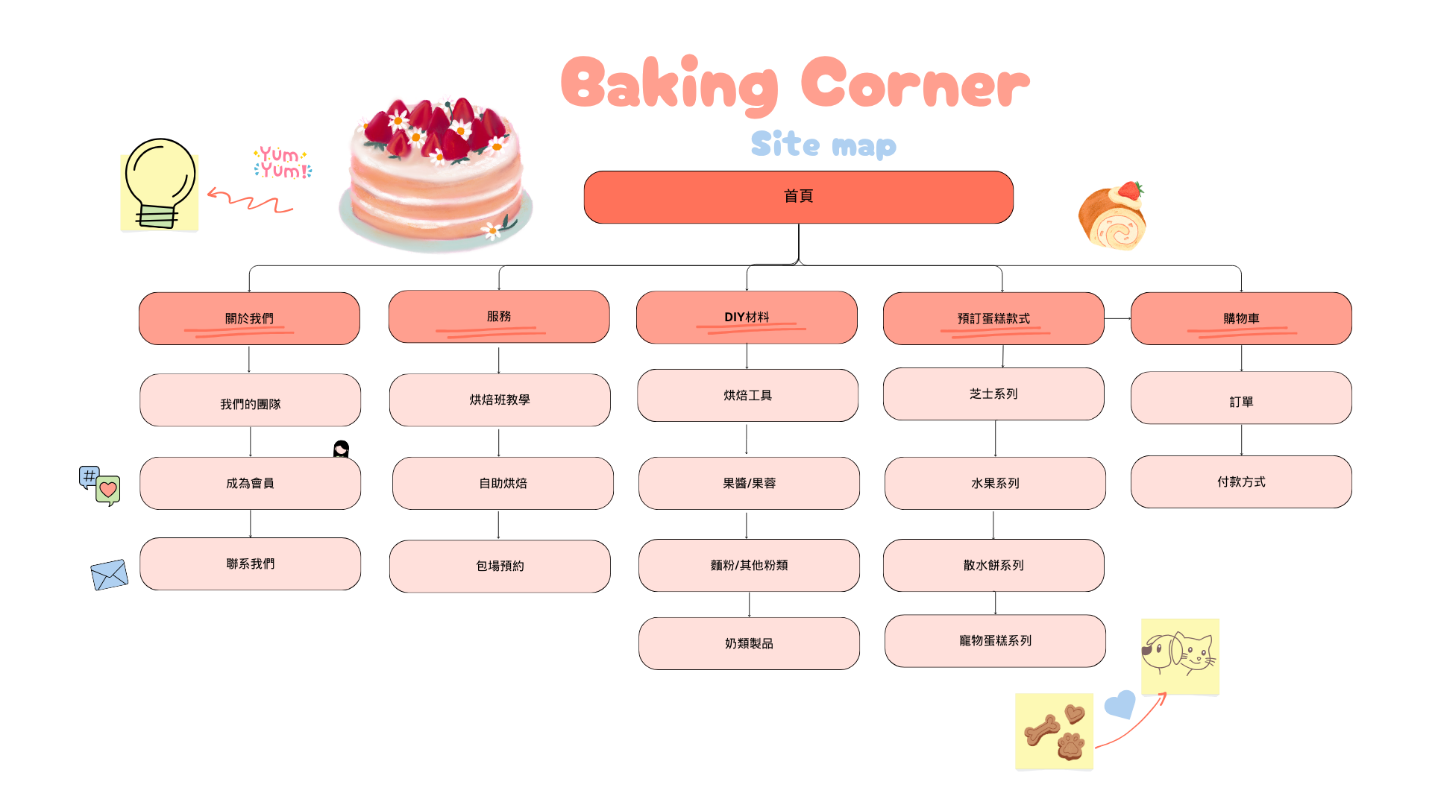 Baking Corner
Site map
Yum
Yum!
首頁
關於我們
服務
DIY材料
預訂蛋糕款式
購物車
我們的團隊
烘焙班教學
烘焙工具
芝士系列
訂單
#
成為會員
自助烘焙
果醬/果蓉
水果系列
付款方式
聯系我們
包場預約
麵粉/其他粉類
散水餅系列
奶類製品
寵物蛋糕系列